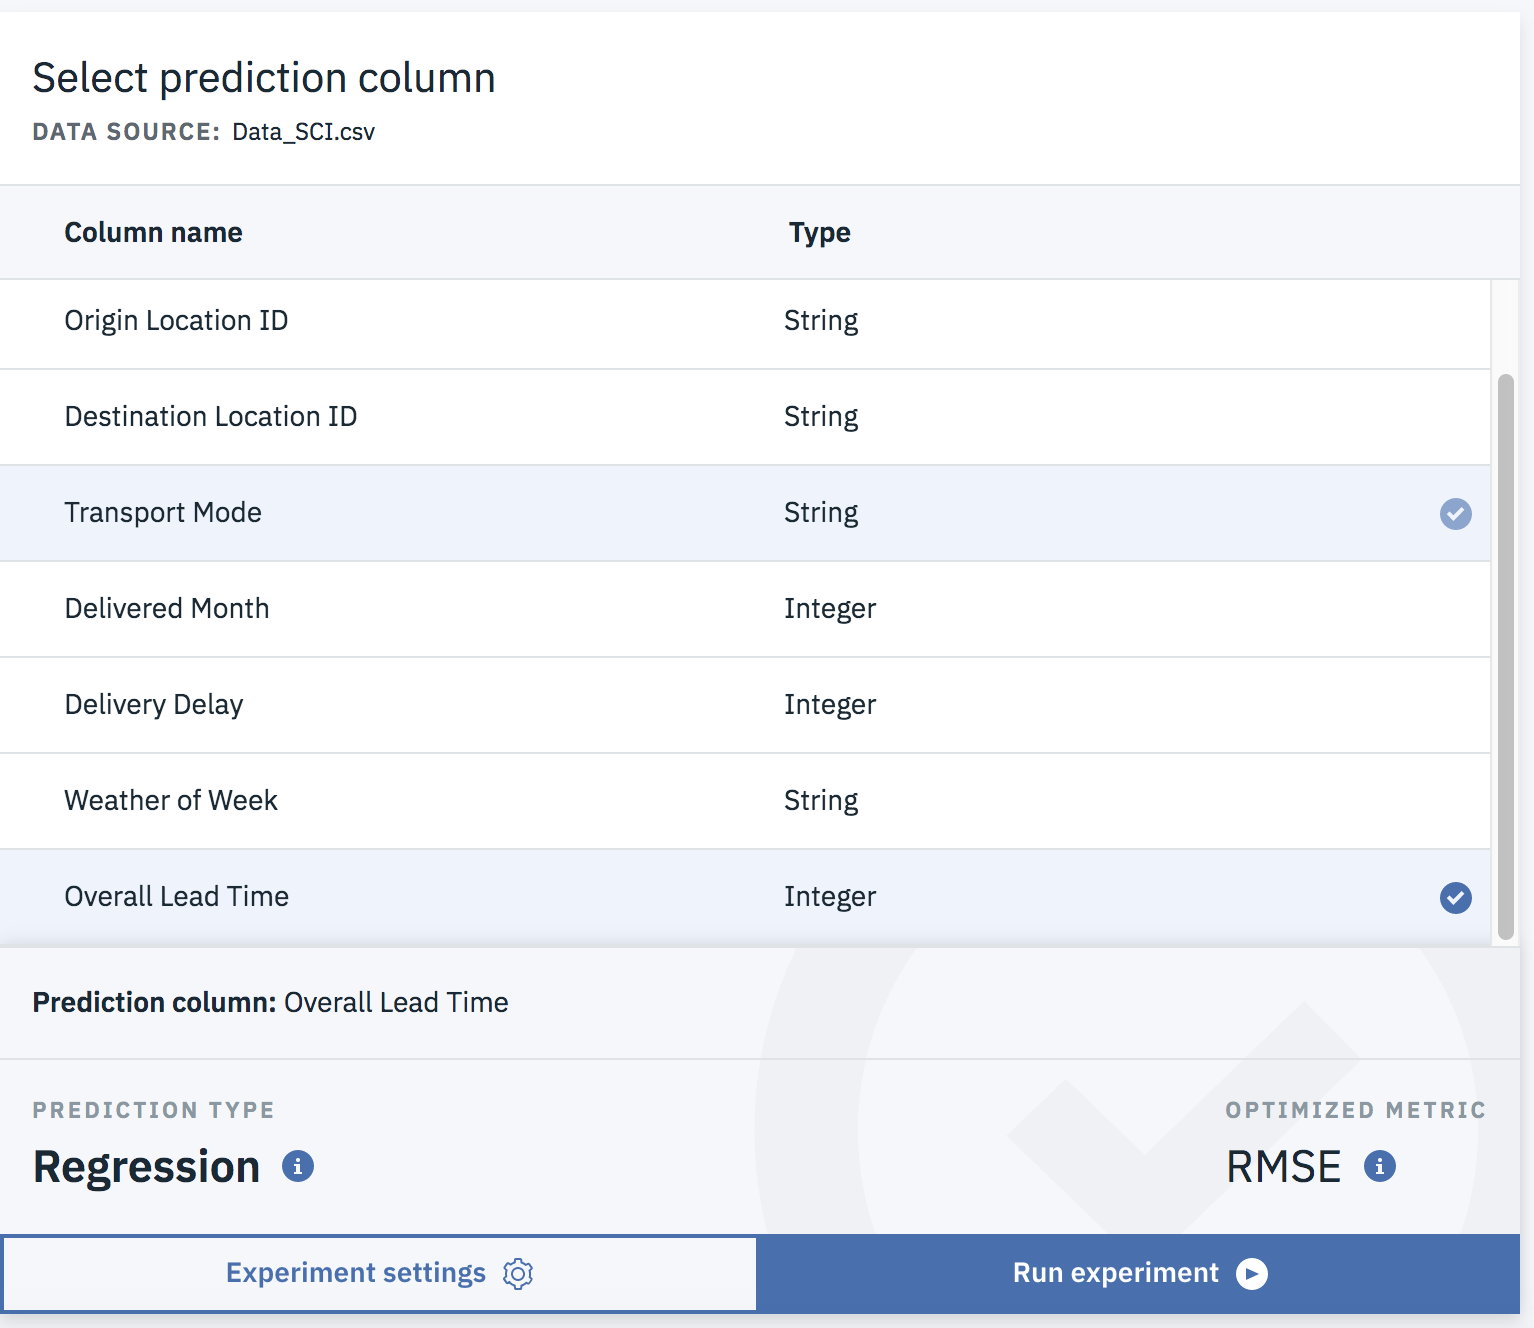 Select prediction column
DATA SOURCE: Data_SCI.csv
Column name Type
Origin Location ID String
Destination Location ID String
Transport Mode String
Delivered Month Integer
Delivery Delay Integer
Weather of Week String
Overall Lead Time Integer
Prediction column: Overall Lead Time
PREDICTION TYPE OPTIMIZED METRIC
Regression RMSE
Experiment settings Run experiment